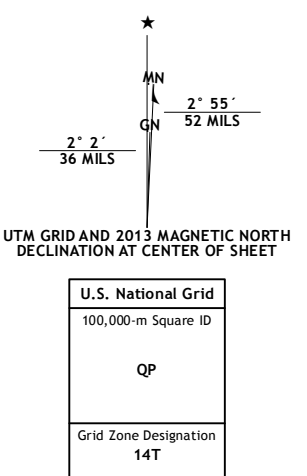 ★
MN
2° 55´
52 MILS
GN
2° 2´
36 MILS
UTM GRID AND 2013 MAGNETIC NORTH
DECLINATION AT CENTER OF SHEET
U.S. National Grid
100,000-m Square ID
QP
Grid Zone Designation
14T